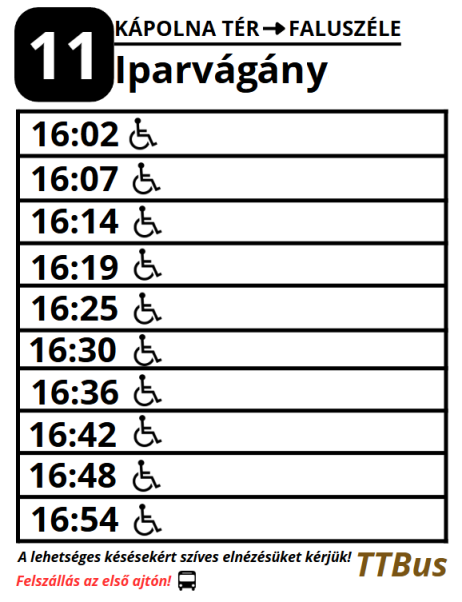 11
KÁPOLNA TÉR → FALUSZÉLE
Iparvágány
16:02
16:07
16:14
16:19
16:25
16:30
16:36
16:42
16:48
16:54
A lehetséges késésekért szíves elnézésüket kérjük!
TTBus
Felszállás az első ajtón!